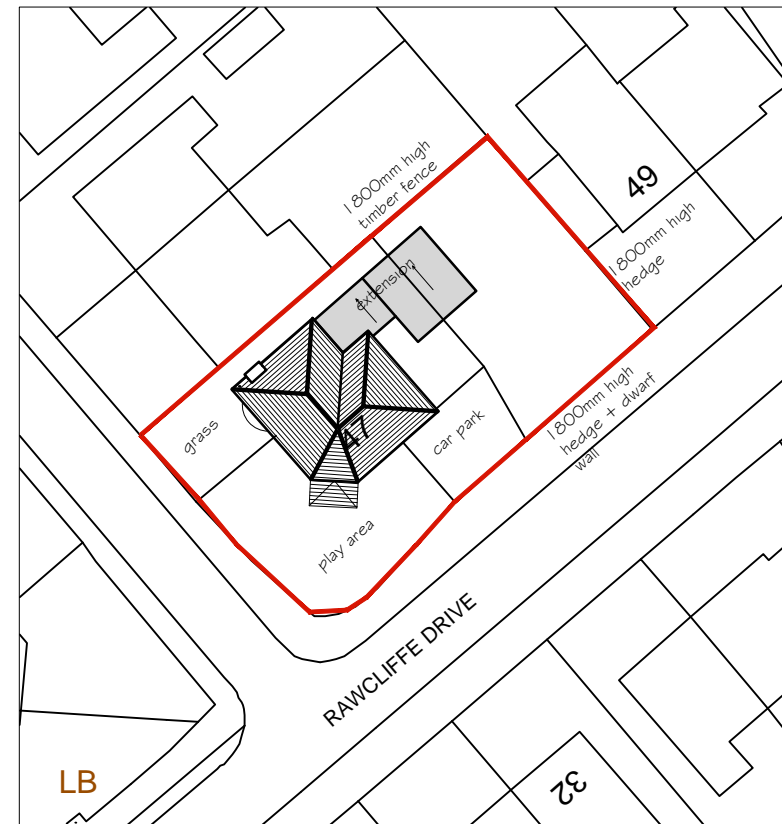 1800mm high
timber fence
49
1800mm high
hedge
extension
47
grass
car park
1800mm high
hedge + dwarf
wall
play area
RAWCLIFFE DRIVE
LB
32